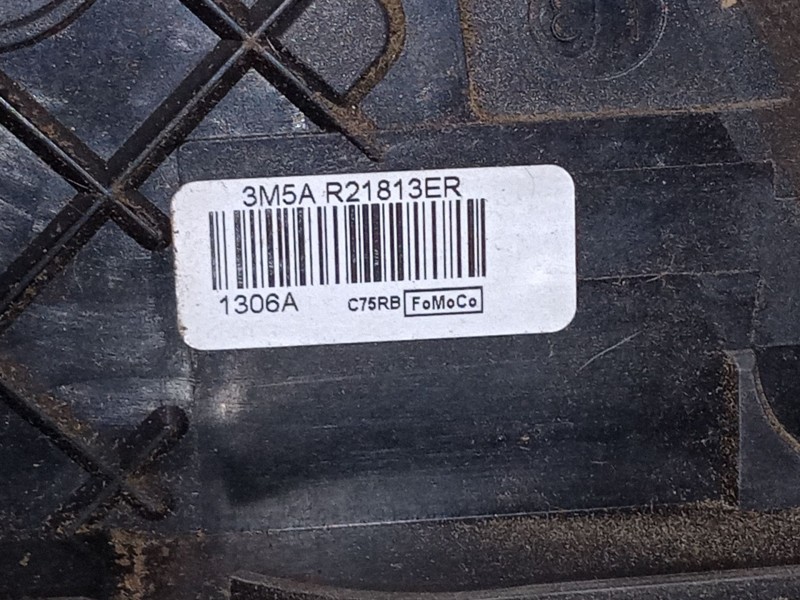 3M5A R21813ER
1306A
C75RB FoMoCo